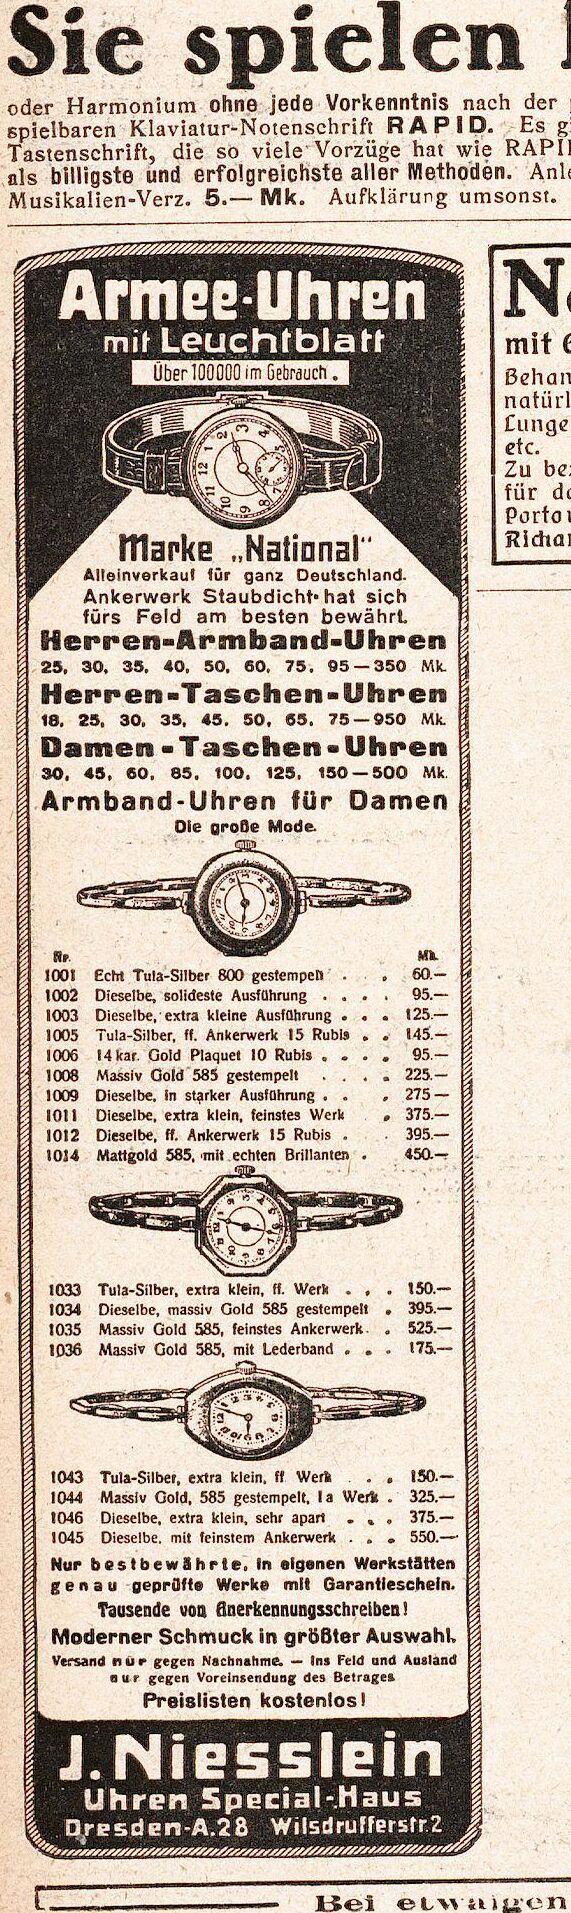 Sie spielen
oder Harmonium ohne jede Vorkenntnis nach der
spielbaren Klaviatur-Notenschrift RAPID. Es
Tastenschrift, die so viele Vorzüge hat wie RAPI
als billigste und erfolgreichste aller Methoden.
Musikalien-Verz. 5.— Mk. Aufklärung umsonst.
Armee-Uhren
mit Leuchtblatt
Über 100000 im Gebrauch.
Marke „National"
Alleinverkauf für ganz Deutschland.
Ankerwerk Staubdicht· hat sich
fürs Feld am besten bewährt.
Herren-Armband-Uhren
25, 30, 35, 40, 50, 60, 75, 95—350 Mk.
Herren-Taschen-Uhren
18, 25, 30, 35, 45, 50, 65, 75—950 Mk.
Damen-Taschen-Uhren
30, 45, 60, 85, 100, 125, 150—500 Mk.
Armband-Uhren für Damen
Die große Mode.
Nr. Mk.
1001 Echt Tula-Silber 800 gestempelt . . 60.—
1002 Dieselbe, solideste Ausführung . . . . 95.—
1003 Dieselbe, extra kleine Ausführung . . . 125.—
1005 Tula-Silber, ff. Ankerwerk 15 Rubis . . 145.—
1006 14 kar. Gold Plaquet 10 Rubis . . . . 95.—
1008 Massiv Gold 585 gestempelt . . . . 225.—
1009 Dieselbe, in starker Ausführung . . . 275—
1011 Dieselbe, extra klein, feinstes Werk . 375.—
1012 Dieselbe, ff. Ankerwerk 15 Rubis . . 395.—
1014 Mattgold 585, mit echten Brillanten . 450.—
1033 Tula-Silber, extra klein, ff. Werk . . . 150.—
1034 Dieselbe, massiv Gold 585 gestempelt . 395.—
1035 Massiv Gold 585, feinstes Ankerwerk . . 525.—
1036 Massiv Gold 585, mit Lederband . . . 175.—
1043 Tula-Silber, extra klein, ff Werk . . . 150.—
1044 Massiv Gold, 585 gestempelt, Ia Werk . 325.—
1046 Dieselbe, extra klein, sehr apart . . . 375.—
1045 Dieselbe. mit feinstem Ankerwerk . . . 550.—
Nur bestbewährte, in eigenen Werkstätten
genau geprüfte Werke mit Garantieschein.
Tausende von Anerkennungsschreiben!
Moderner Schmuck in größter Auswahl.
Versand nur gegen Nachnahme. — Ins Feld und Ausland
nur gegen Voreinsendung des Betrages
Preislisten kostenlos!
J. Niesslein
Uhren Special-Haus
Dresden-A.28 Wilsdrufferstr. 2
mit
natürl
Lunge
etc.
Zu be
für d
Porto
Richa
Bei etwaigen